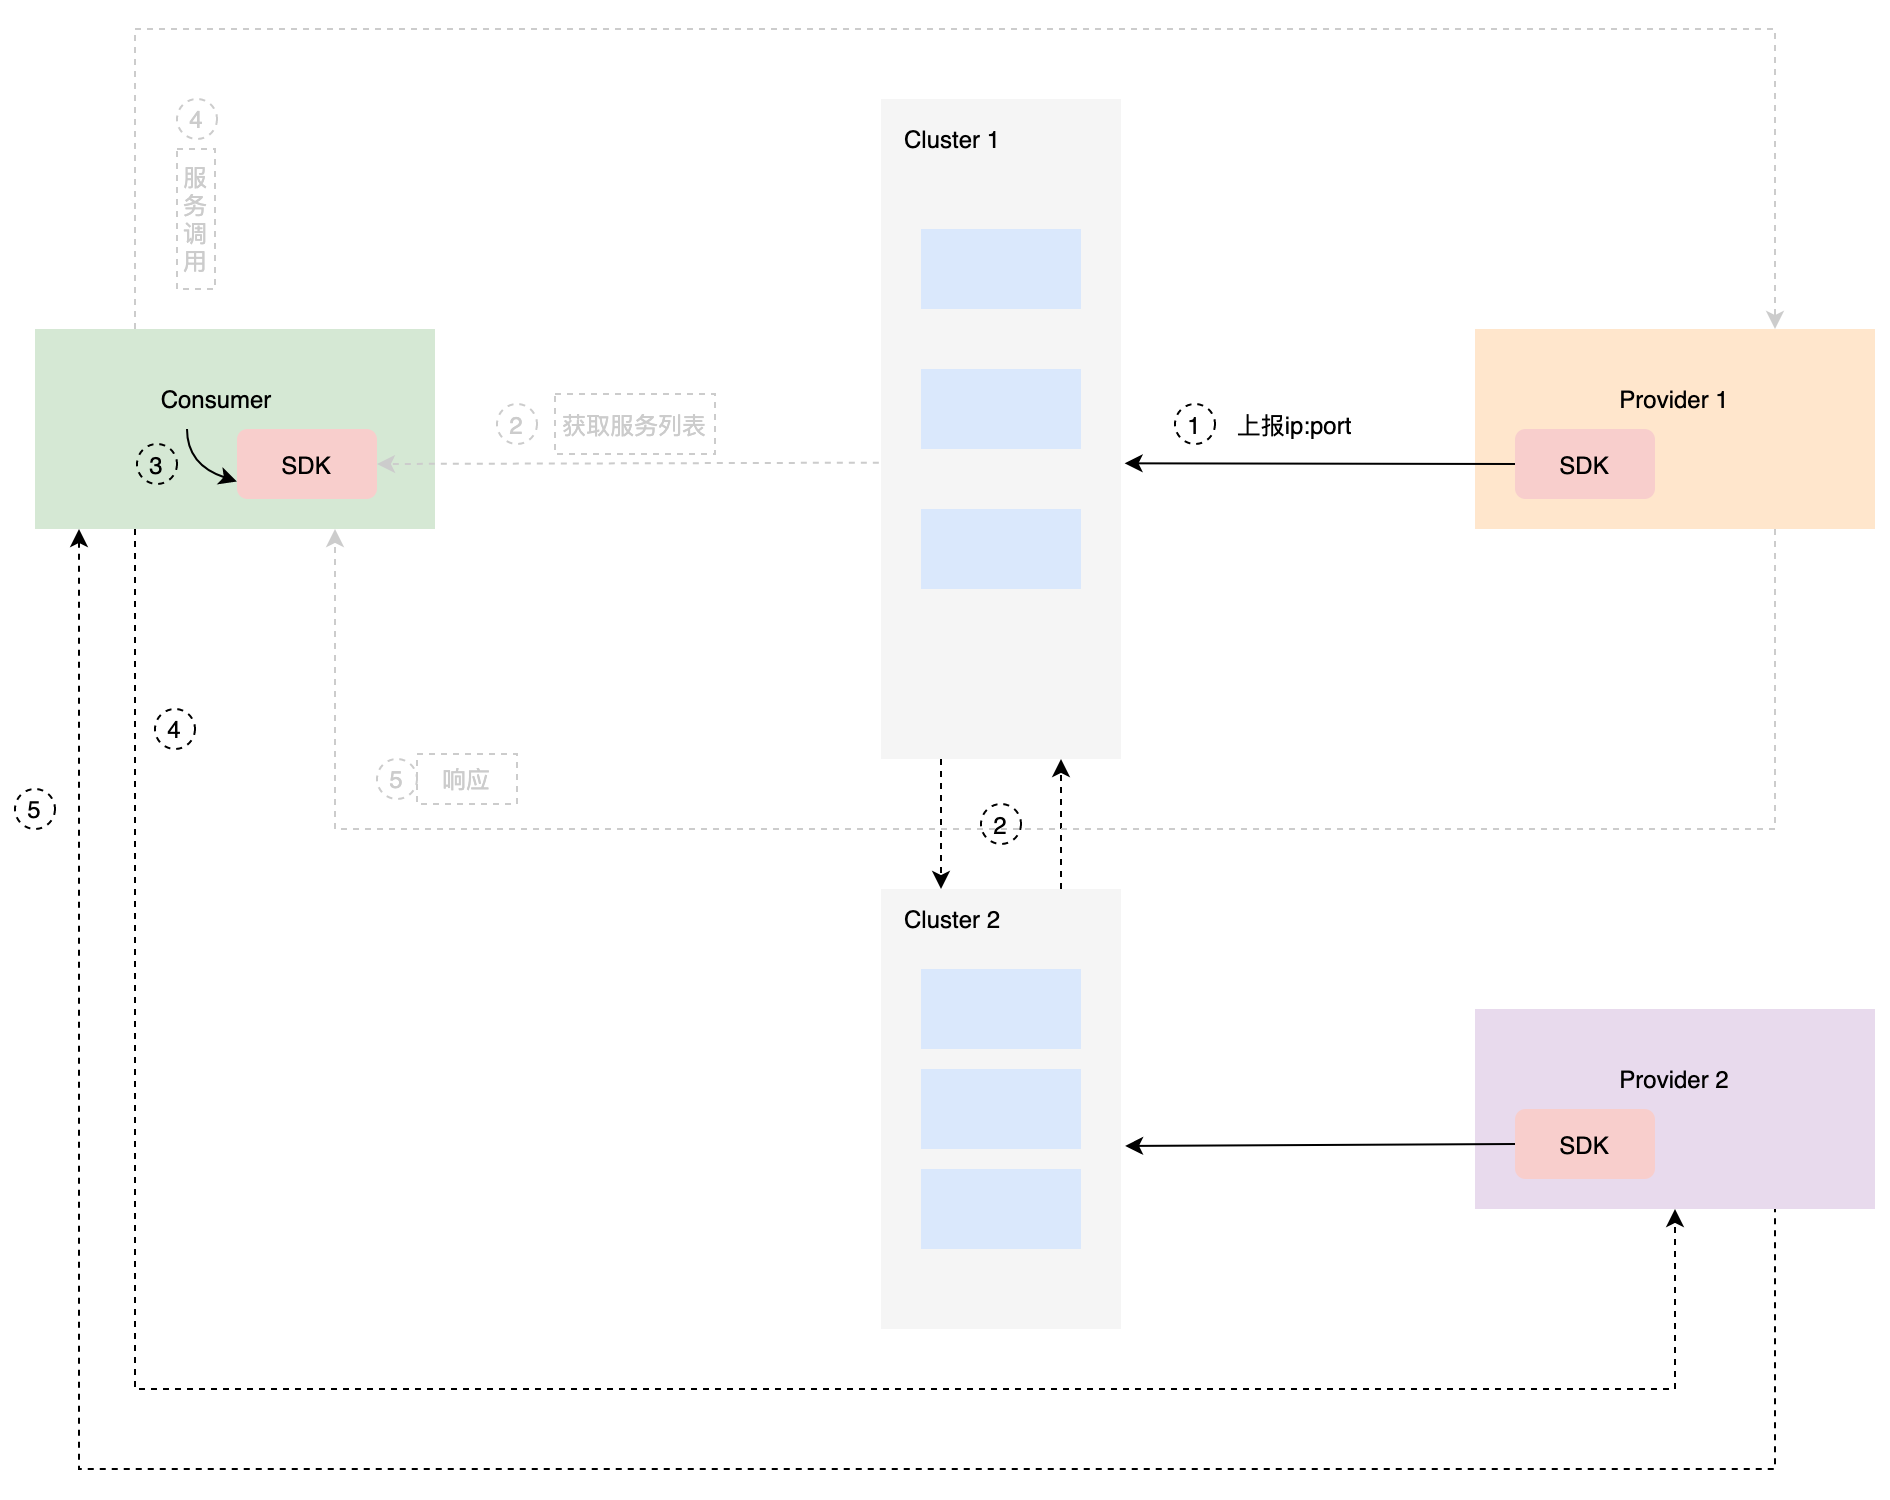 4
服
务
调
用
Cluster 1
Consumer
3
SDK
2
获取服务列表
1
上报ip:port
Provider 1
SDK
4
5
5
响应
2
Cluster 2
Provider 2
SDK